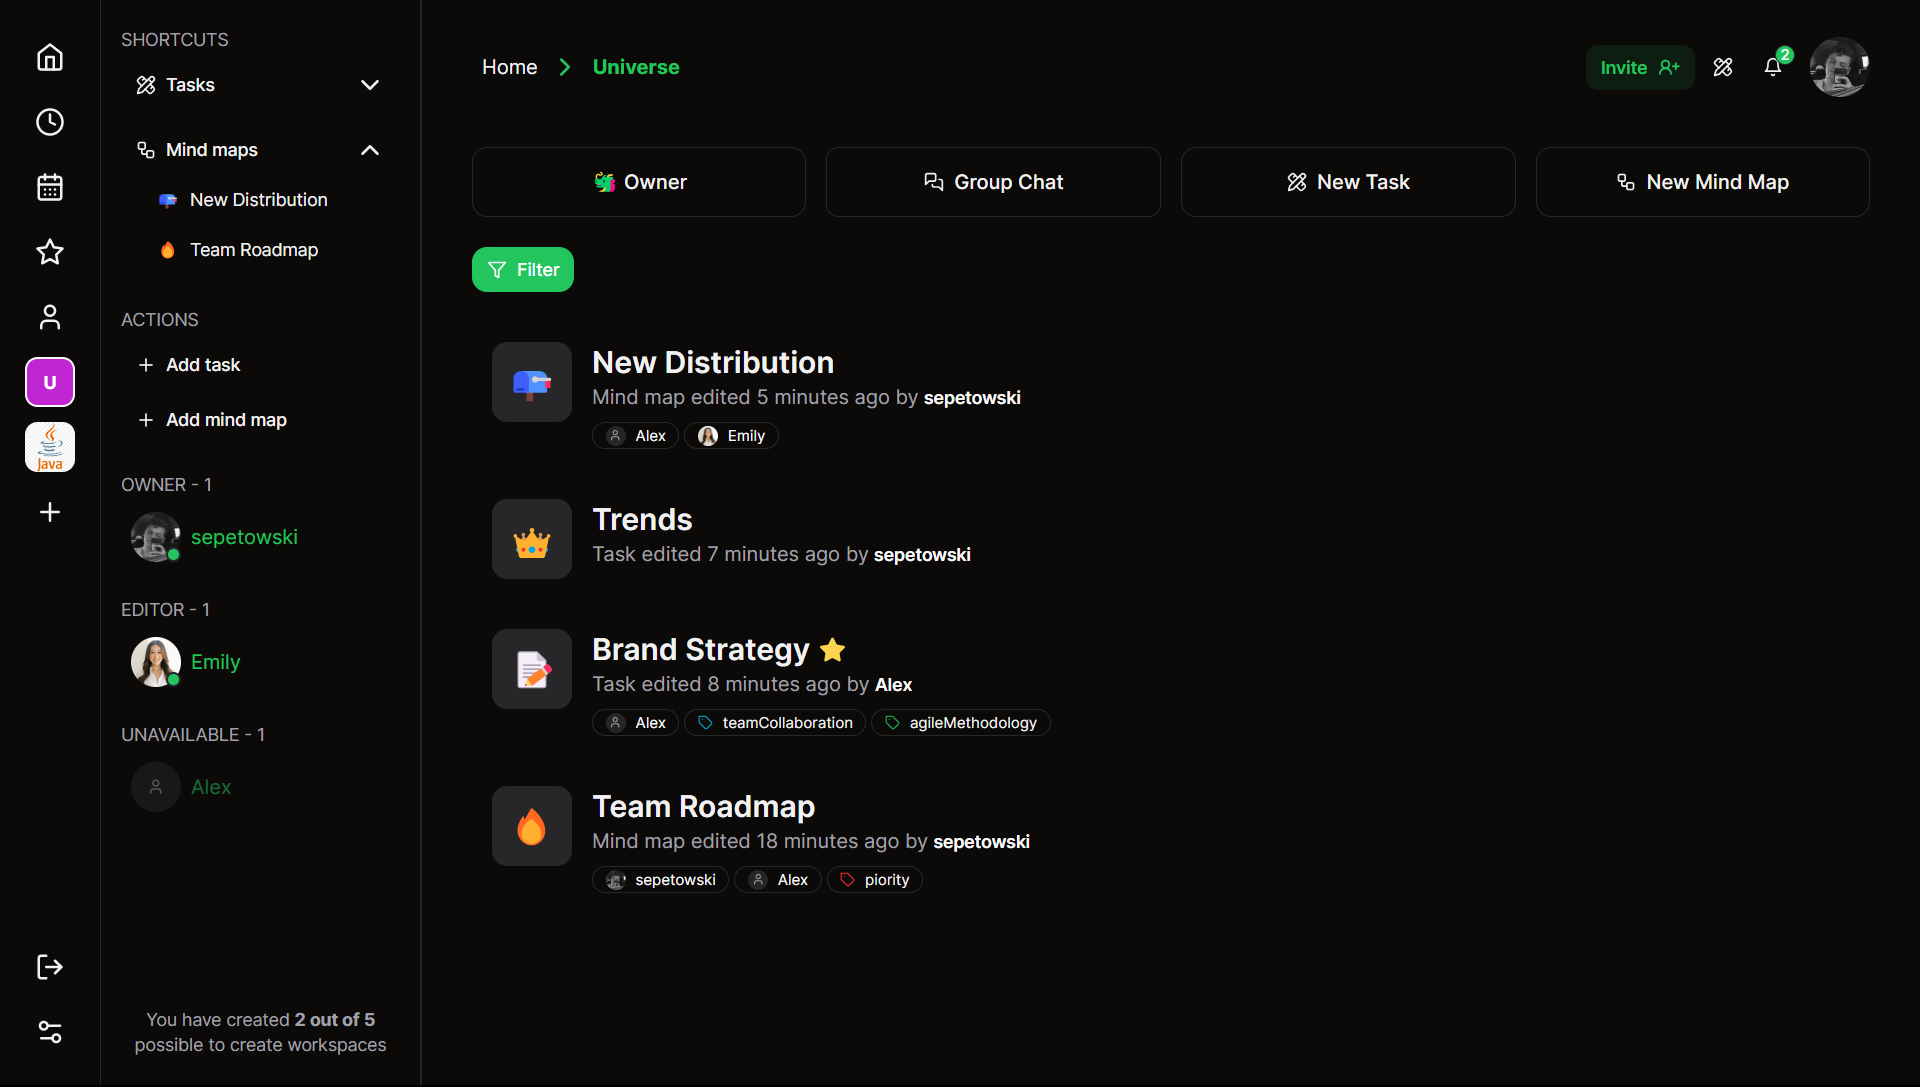 SHORTCUTS
Tasks
Mind maps
New Distribution
Team Roadmap
ACTIONS
Add task
Add mind map
OWNER - 1
sepetowski
EDITOR - 1
Emily
UNAVAILABLE - 1
Alex
You have created 2 out of 5
possible to create workspaces
U
Java
Home
Universe
Invite
2
Owner
Group Chat
New Task
New Mind Map
Filter
New Distribution
Mind map edited 5 minutes ago by sepetowski
Alex
Emily
Trends
Task edited 7 minutes ago by sepetowski
Brand Strategy
Task edited 8 minutes ago by Alex
Alex
teamCollaboration
agileMethodology
Team Roadmap
Mind map edited 18 minutes ago by sepetowski
sepetowski
Alex
piority